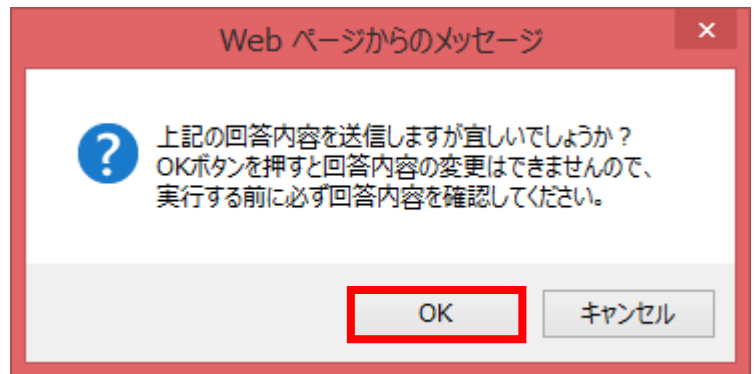 Web ページからのメッセージ
上記の回答内容を送信しますが宜しいでしょうか？
OKボタンを押すと回答内容の変更はできませんので、
実行する前に必ず回答内容を確認してください。
OK
キャンセル